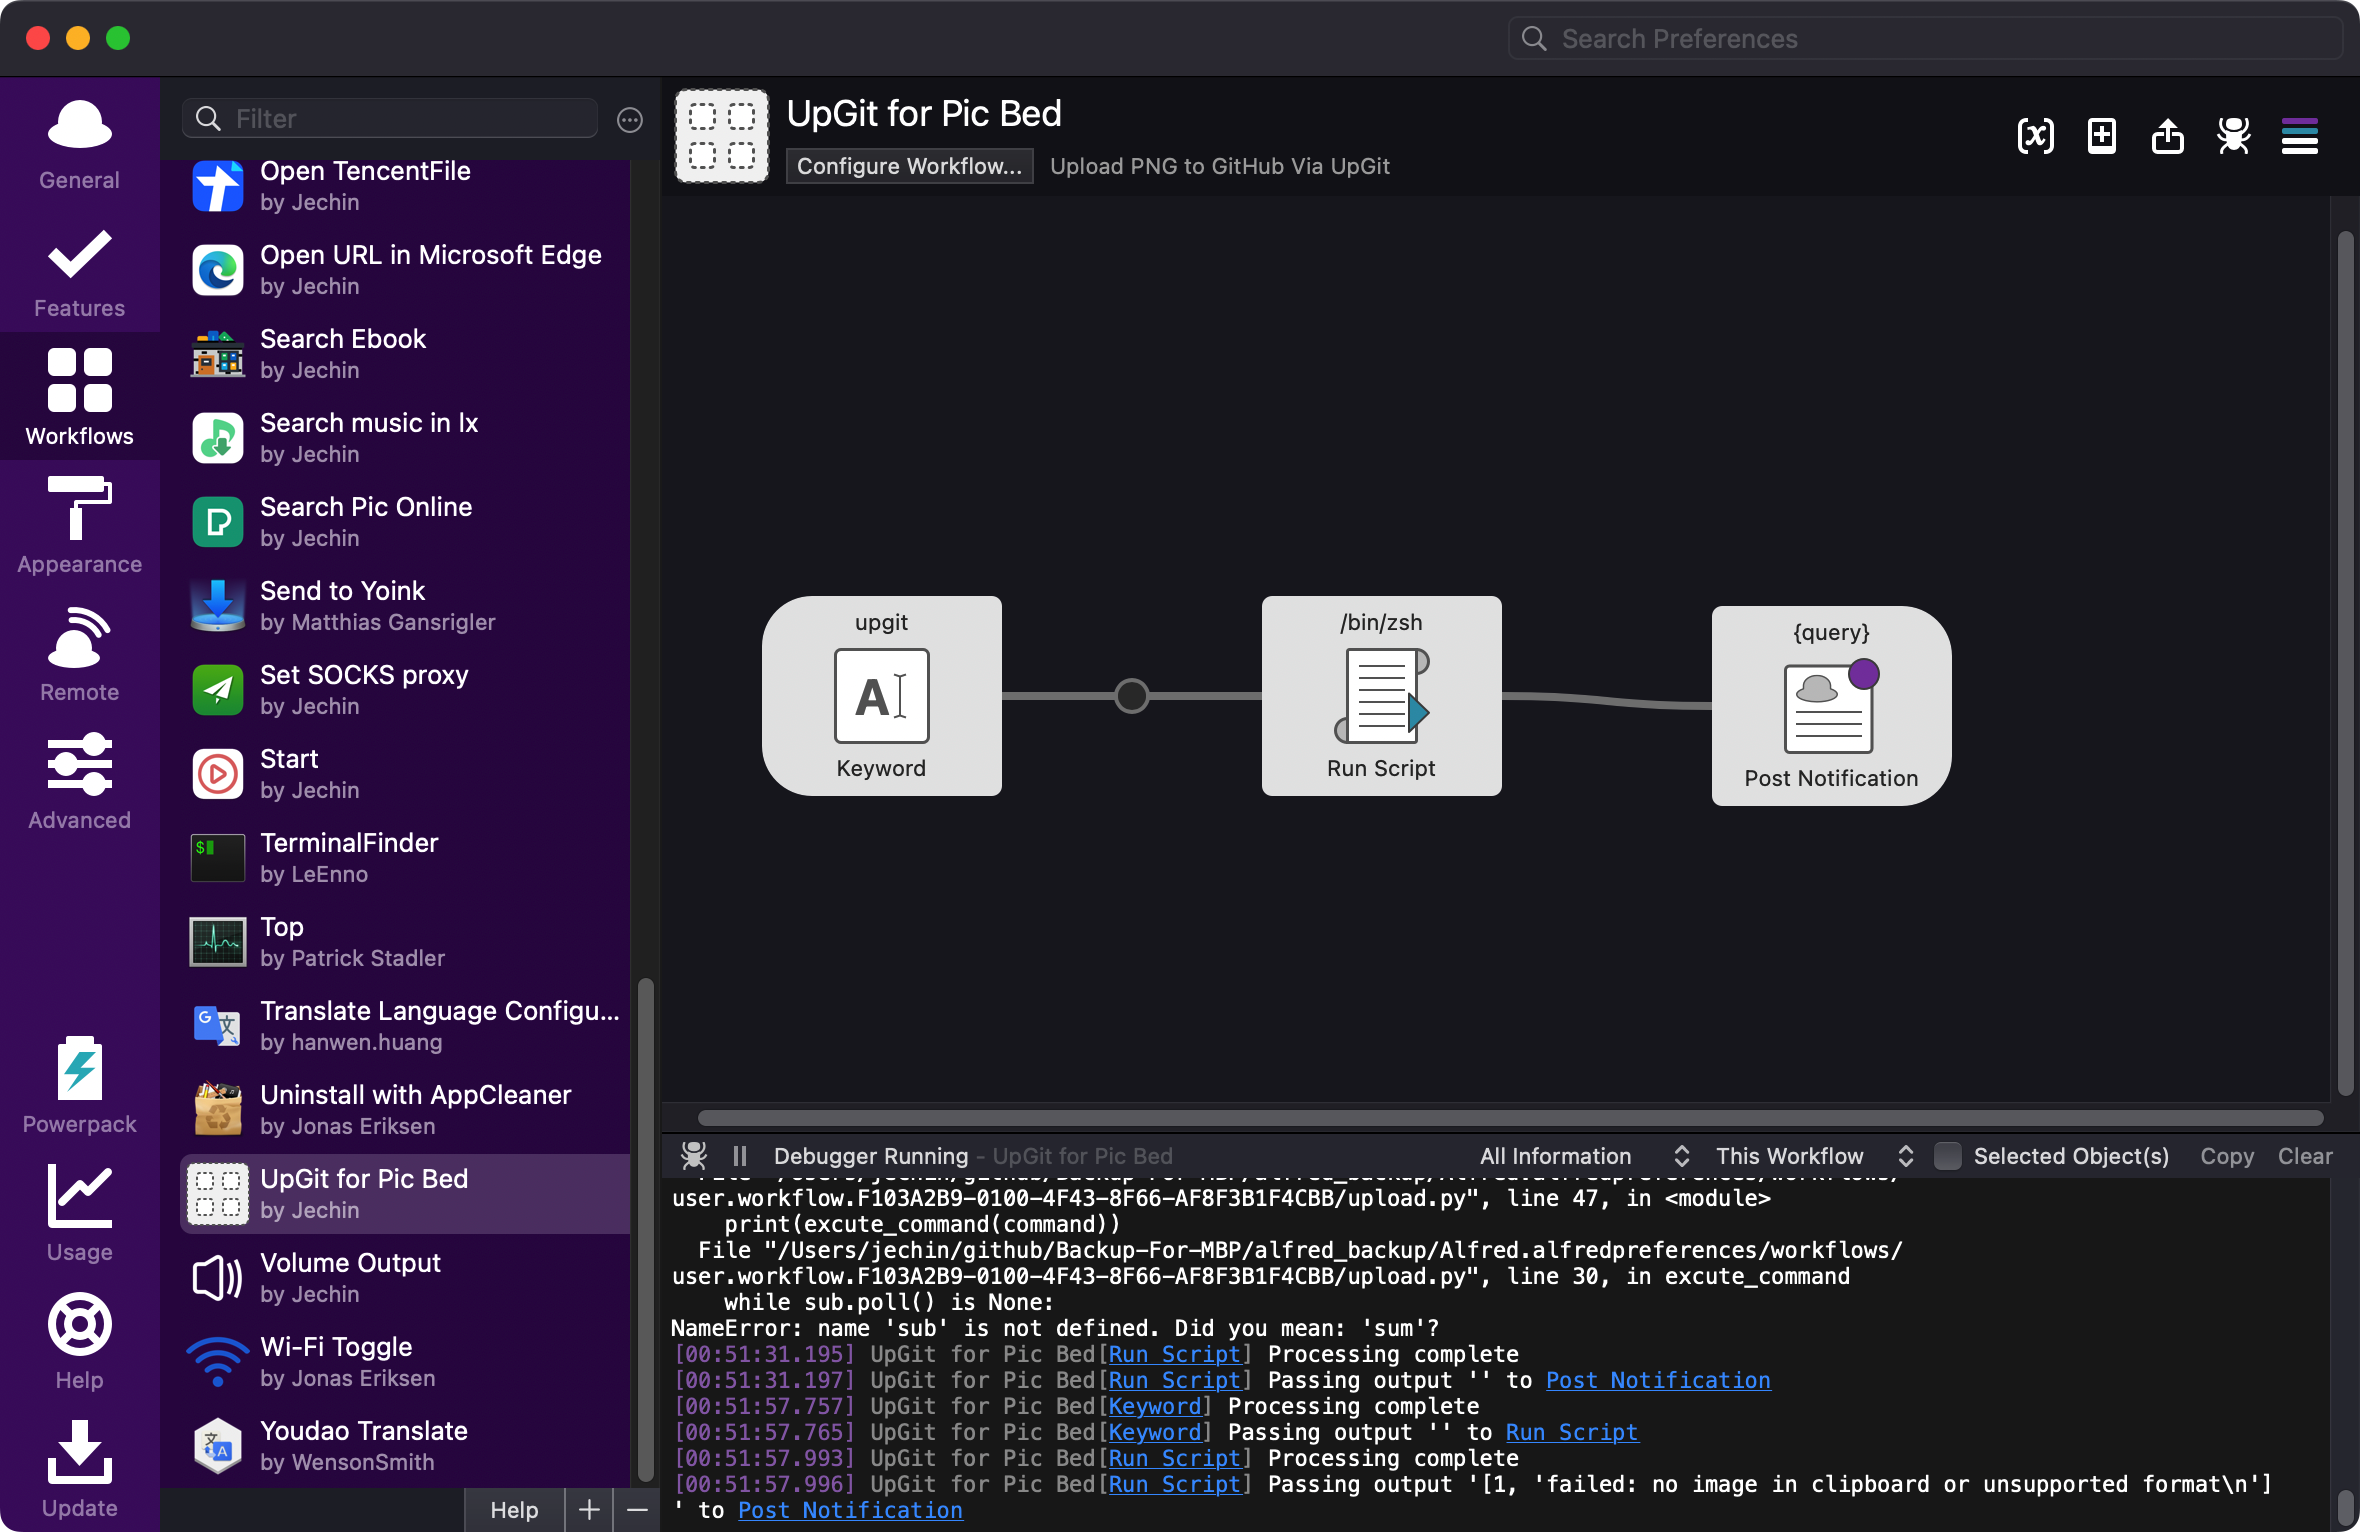 Search Preferences
General
Features
Workflows
Appearance
Remote
Advanced
Powerpack
Usage
Help
Update
Filter
Open TencentFile
by Jechin
Open URL in Microsoft Edge
by Jechin
Search Ebook
by Jechin
Search music in lx
by Jechin
Search Pic Online
by Jechin
Send to Yoink
by Matthias Gansrigler
Set SOCKS proxy
by Jechin
Start
by Jechin
TerminalFinder
by LeEnno
Top
by Patrick Stadler
Translate Language Configu...
by hanwen.huang
Uninstall with AppCleaner
by Jonas Eriksen
UpGit for Pic Bed
by Jechin
Volume Output
by Jechin
Wi-Fi Toggle
by Jonas Eriksen
Youdao Translate
by WensonSmith
Help
UpGit for Pic Bed
Configure Workflow... Upload PNG to GitHub Via UpGit
upgit
Keyword
/bin/zsh
Run Script
{query}
Post Notification
Debugger Running - UpGit for Pic Bed All Information This Workflow Selected Object(s) Copy Clear
File "/Users/jechin/github/Backup-For-MBP/alfred_backup/Alfred.alfredpreferences/workflows/
user.workflow.F103A2B9-0100-4F43-8F66-AF8F3B1F4CBB/upload.py", line 47, in <module>
print(excute_command(command))
File "/Users/jechin/github/Backup-For-MBP/alfred_backup/Alfred.alfredpreferences/workflows/
user.workflow.F103A2B9-0100-4F43-8F66-AF8F3B1F4CBB/upload.py", line 30, in excute_command
while sub.poll() is None:
NameError: name 'sub' is not defined. Did you mean: 'sum'?
[00:51:31.195] UpGit for Pic Bed[Run Script] Processing complete
[00:51:31.197] UpGit for Pic Bed[Run Script] Passing output '' to Post Notification
[00:51:57.757] UpGit for Pic Bed[Keyword] Processing complete
[00:51:57.765] UpGit for Pic Bed[Keyword] Passing output '' to Run Script
[00:51:57.993] UpGit for Pic Bed[Run Script] Processing complete
[00:51:57.996] UpGit for Pic Bed[Run Script] Passing output '[1, 'failed: no image in clipboard or unsupported format\n']
' to Post Notification